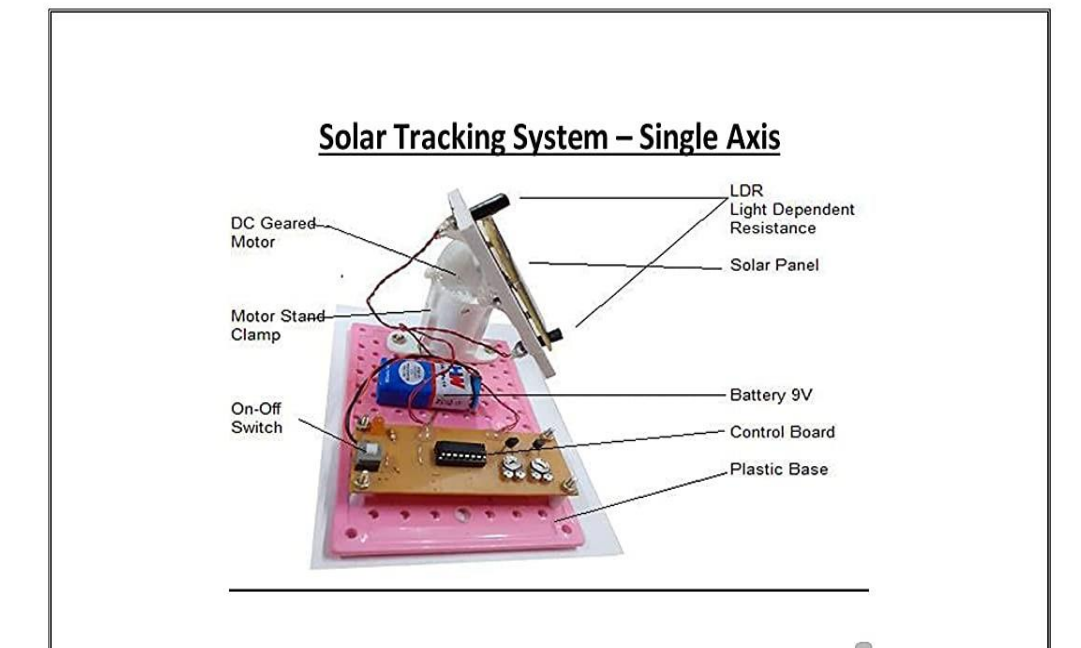 Solar Tracking System – Single Axis
LDR
Light Dependent
Resistance
DC Geared
Motor
Solar Panel
Motor Stand
Clamp
Battery 9V
On-Off
Switch
Control Board
Plastic Base
HW